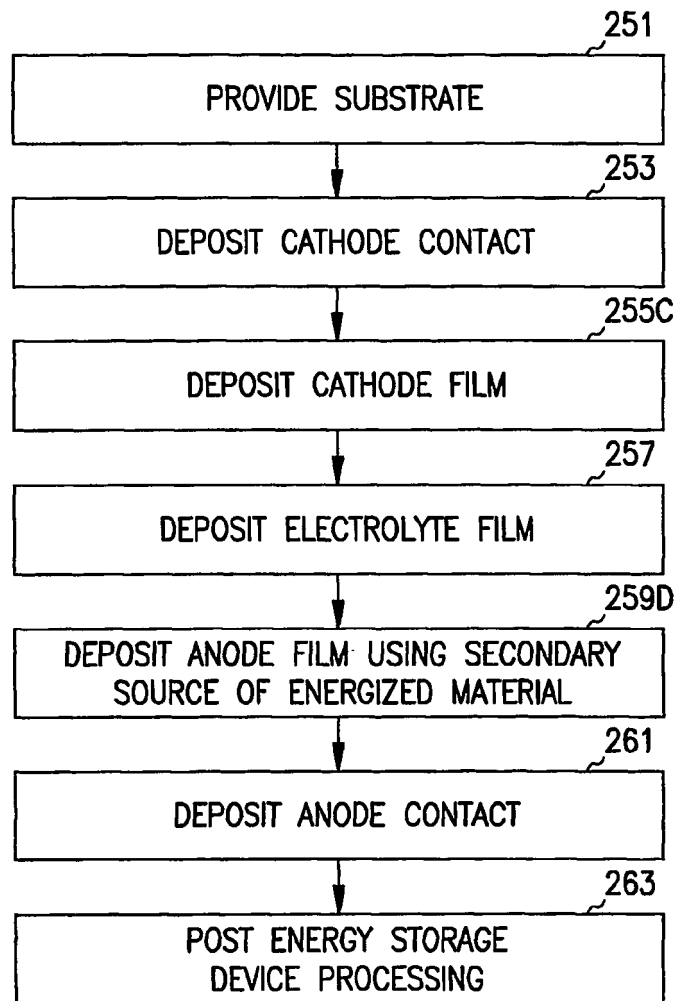 251
PROVIDE SUBSTRATE
253
DEPOSIT CATHODE CONTACT
255C
DEPOSIT CATHODE FILM
257
DEPOSIT ELECTROLYTE FILM
259D
DEPOSIT ANODE FILM USING SECONDARY
SOURCE OF ENERGIZED MATERIAL
261
DEPOSIT ANODE CONTACT
263
POST ENERGY STORAGE
DEVICE PROCESSING